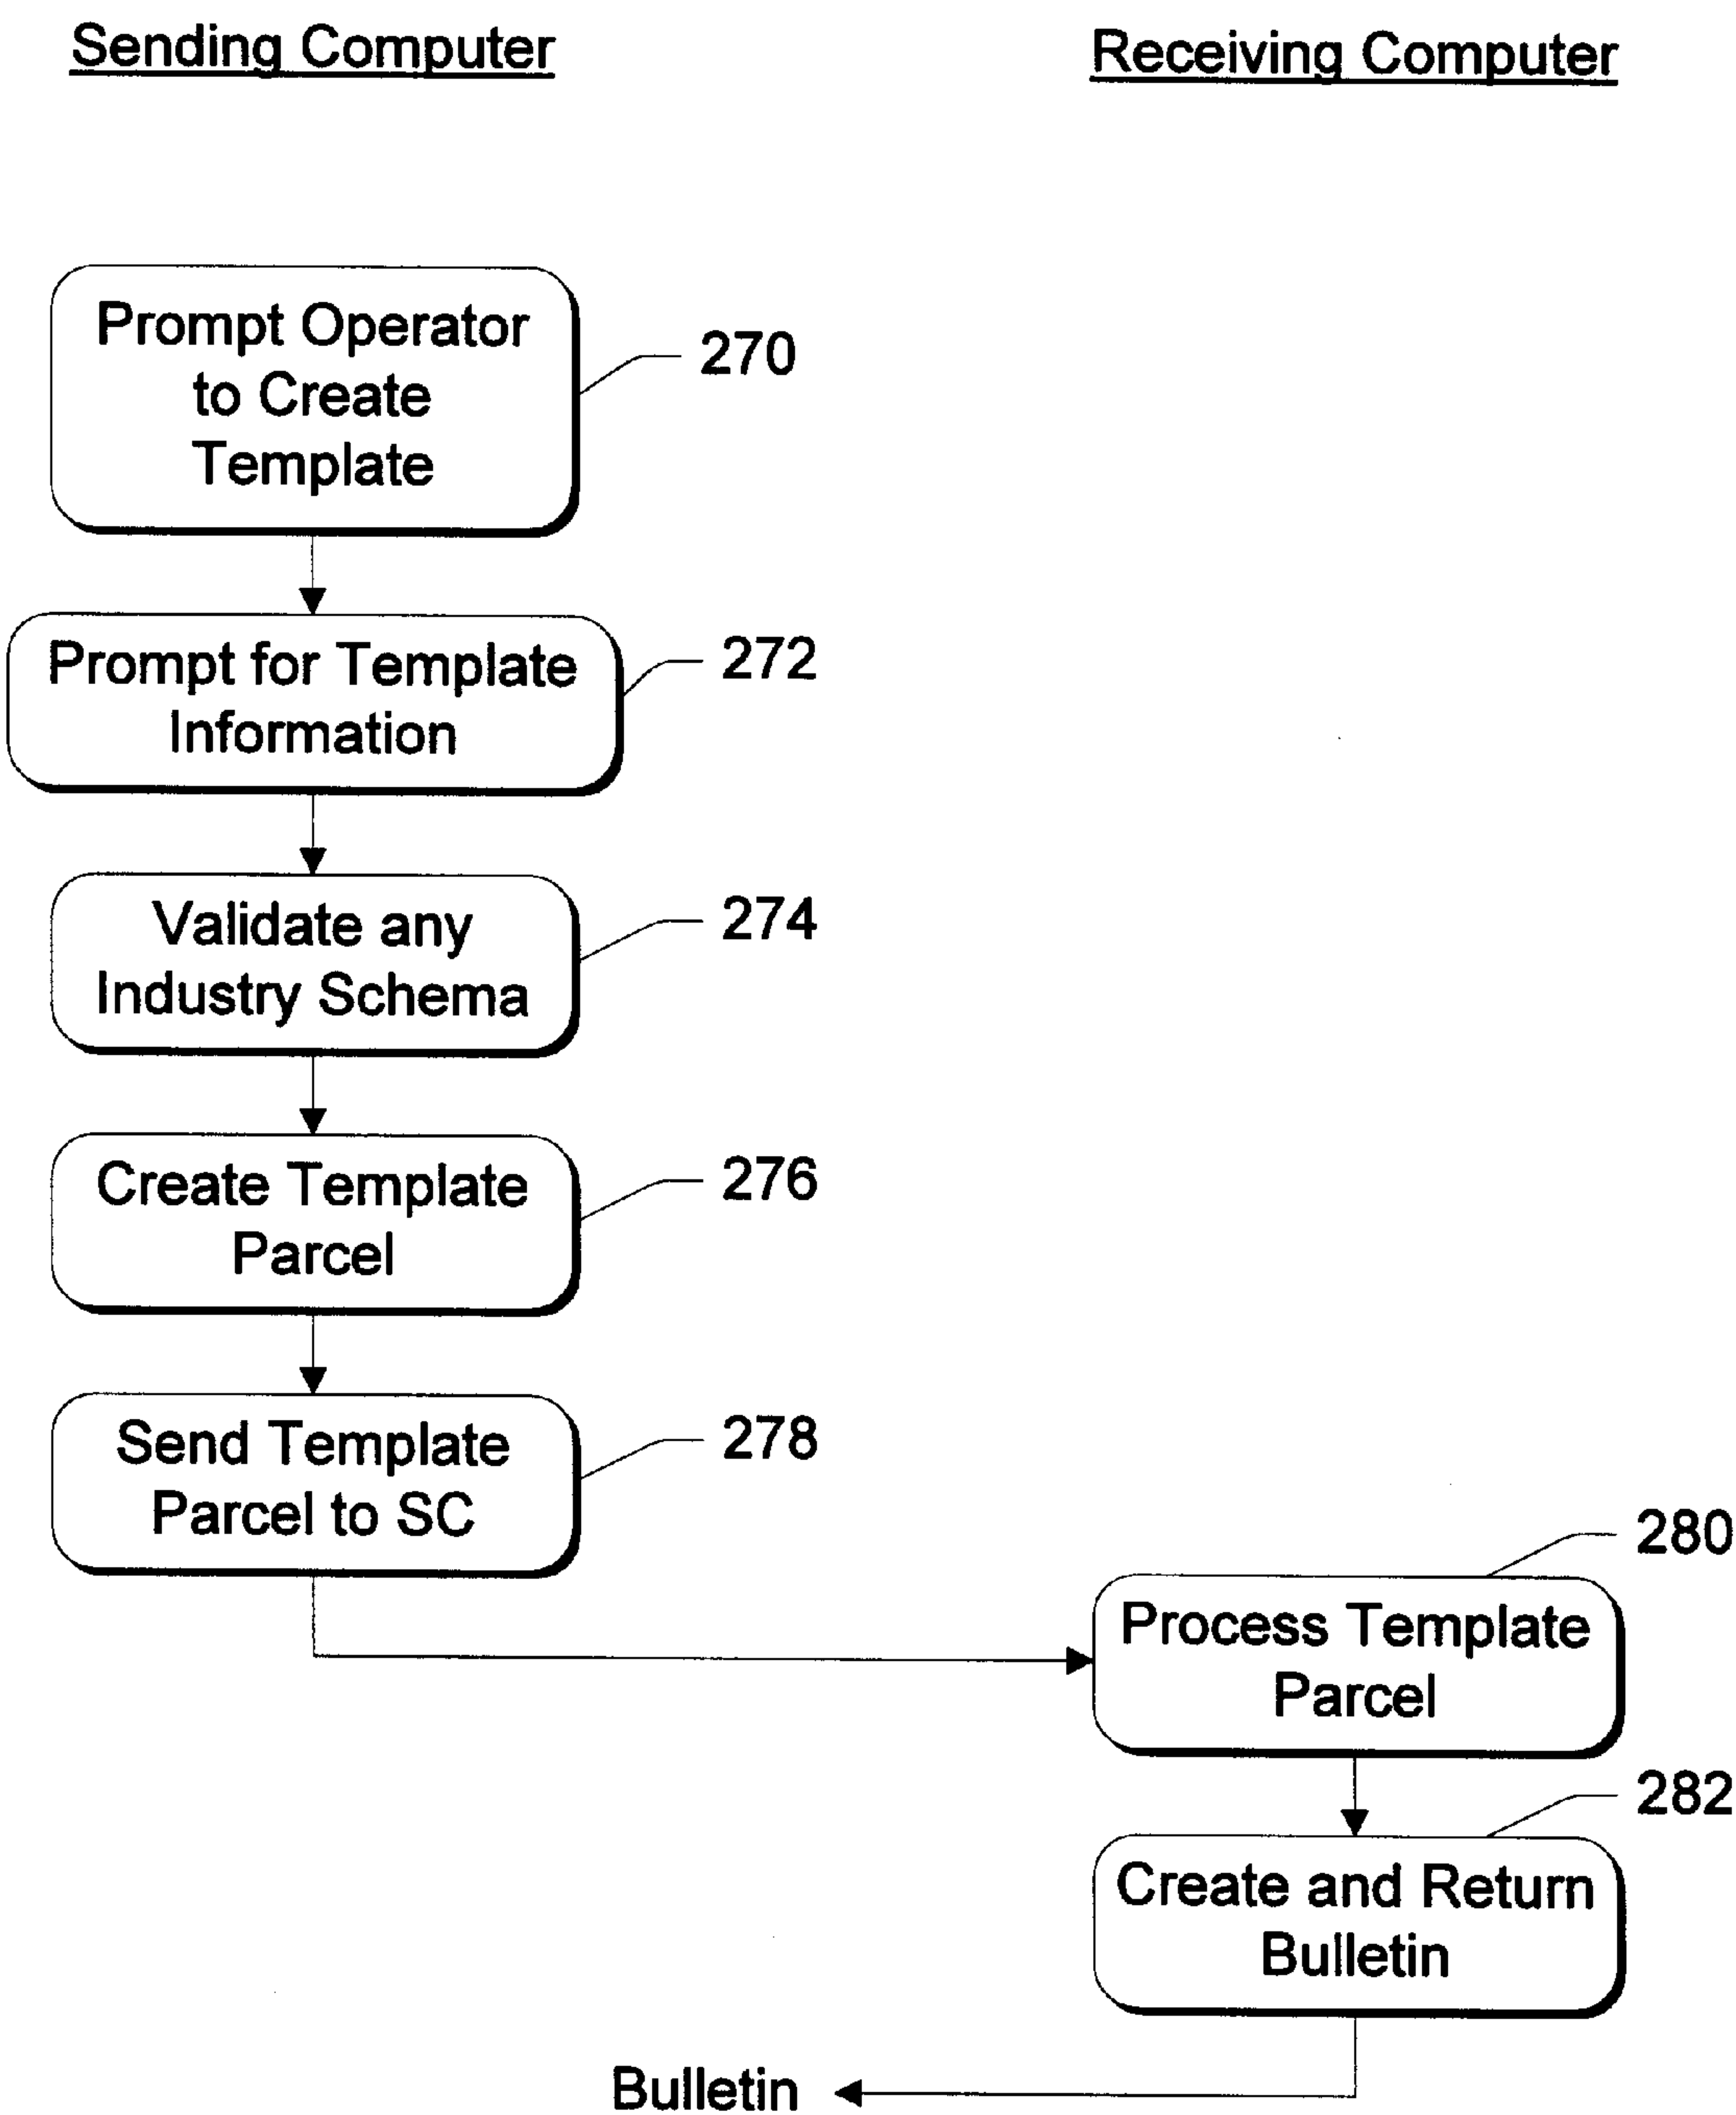 Sending Computer
Receiving Computer
Prompt Operator
to Create
Template
270
Prompt for Template
Information
272
Validate any
Industry Schema
274
Create Template
Parcel
276
Send Template
Parcel to SC
278
280
Process Template
Parcel
282
Create and Return
Bulletin
Bulletin